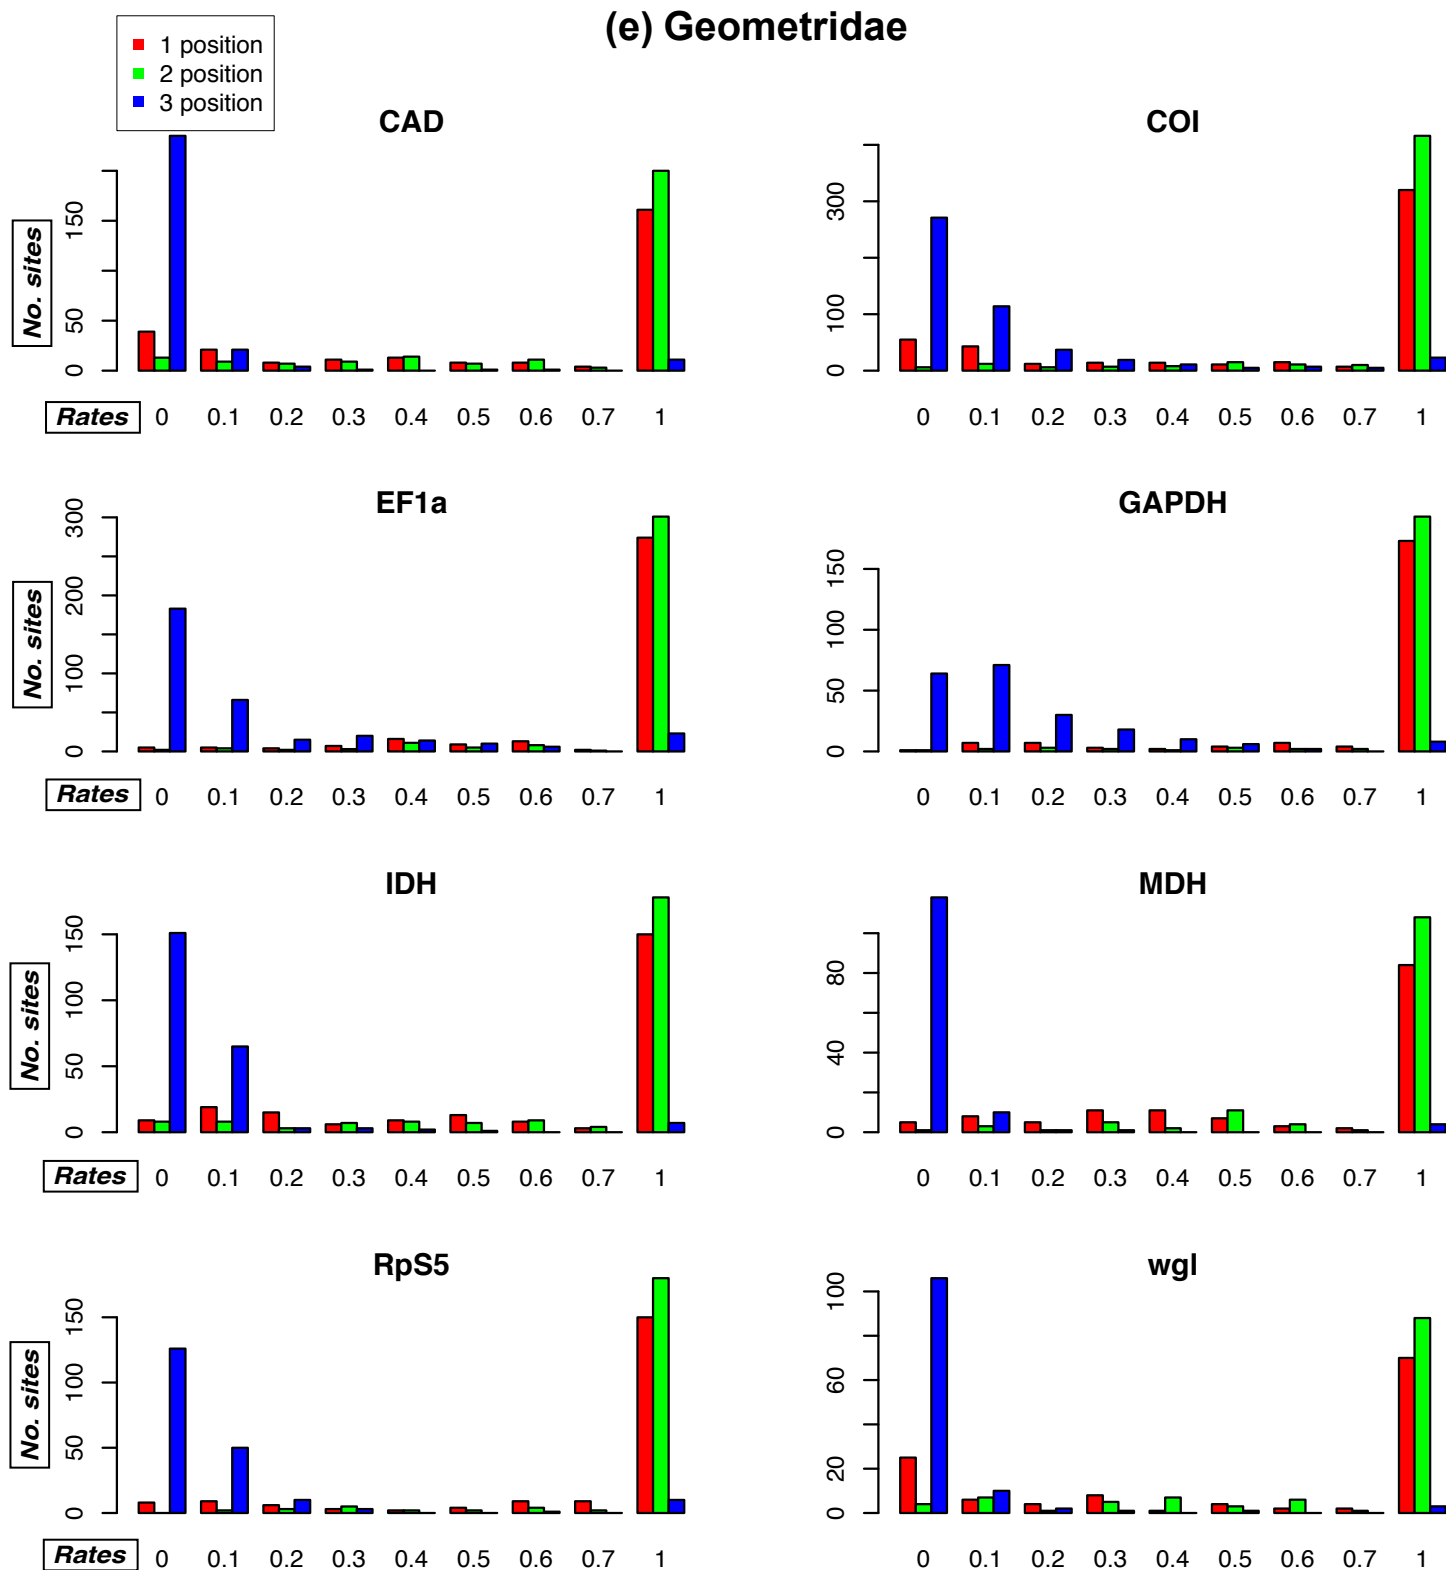 (e) Geometridae
1 position
2 position
3 position
CAD
No. sites
0 50 150
Rates 0 0.1 0.2 0.3 0.4 0.5 0.6 0.7 1
COI
0 100 300
0 0.1 0.2 0.3 0.4 0.5 0.6 0.7 1
EF1a
No. sites
0 100 200 300
Rates 0 0.1 0.2 0.3 0.4 0.5 0.6 0.7 1
GAPDH
0 50 100 150
0 0.1 0.2 0.3 0.4 0.5 0.6 0.7 1
IDH
No. sites
0 50 100 150
Rates 0 0.1 0.2 0.3 0.4 0.5 0.6 0.7 1
MDH
0 40 80
0 0.1 0.2 0.3 0.4 0.5 0.6 0.7 1
RpS5
No. sites
0 50 100 150
Rates 0 0.1 0.2 0.3 0.4 0.5 0.6 0.7 1
wgl
0 20 60 100
0 0.1 0.2 0.3 0.4 0.5 0.6 0.7 1